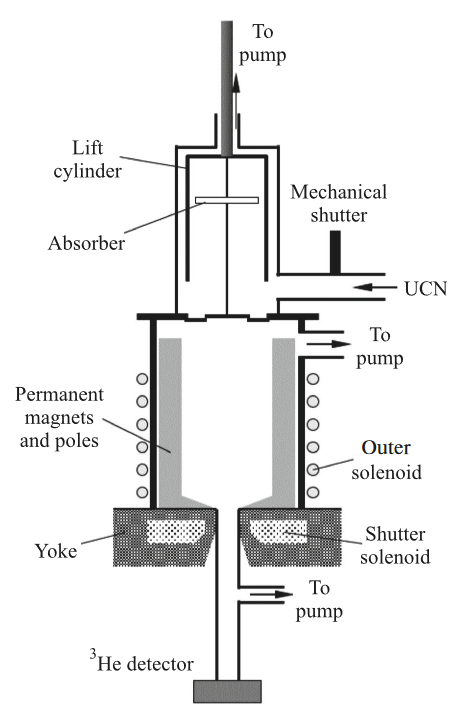 To
pump
Lift
cylinder
Mechanical
shutter
Absorber
UCN
To
pump
Permanent
magnets
and poles
Outer
solenoid
Yoke
Shutter
solenoid
To
pump
³He detector